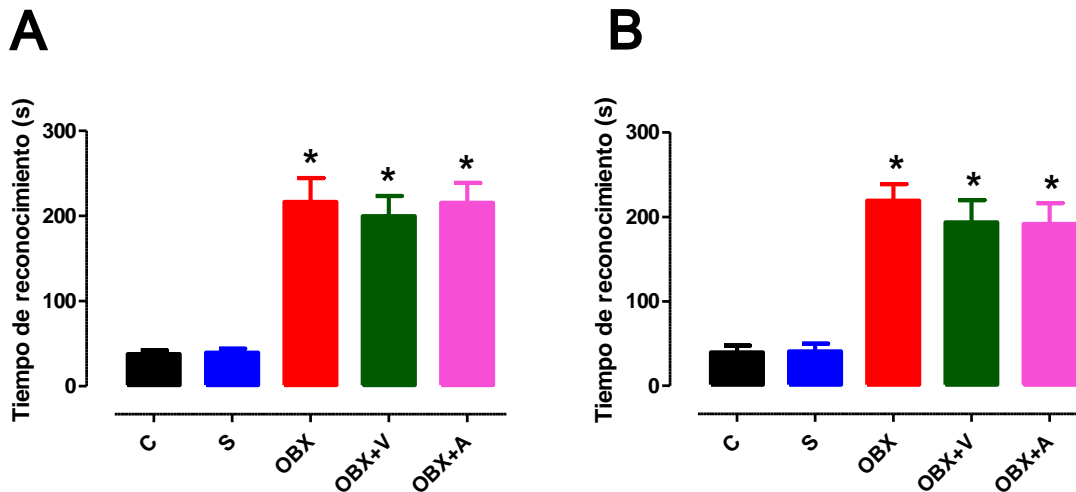 A
Tiempo de reconocimiento (s)
300
200
100
0
*
*
*
C
S
OBX
OBX+V
OBX+A
B
Tiempo de reconocimiento (s)
300
200
100
0
*
*
*
C
S
OBX
OBX+V
OBX+A